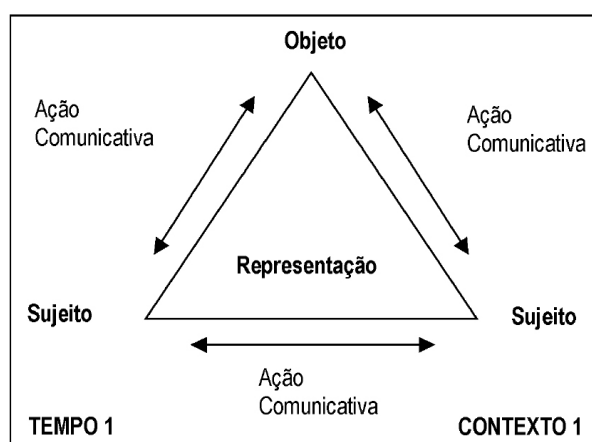 Objeto
Ação
Comunicativa
Ação
Comunicativa
Representação
Sujeito
Sujeito
Ação
Comunicativa
TEMPO 1
CONTEXTO 1